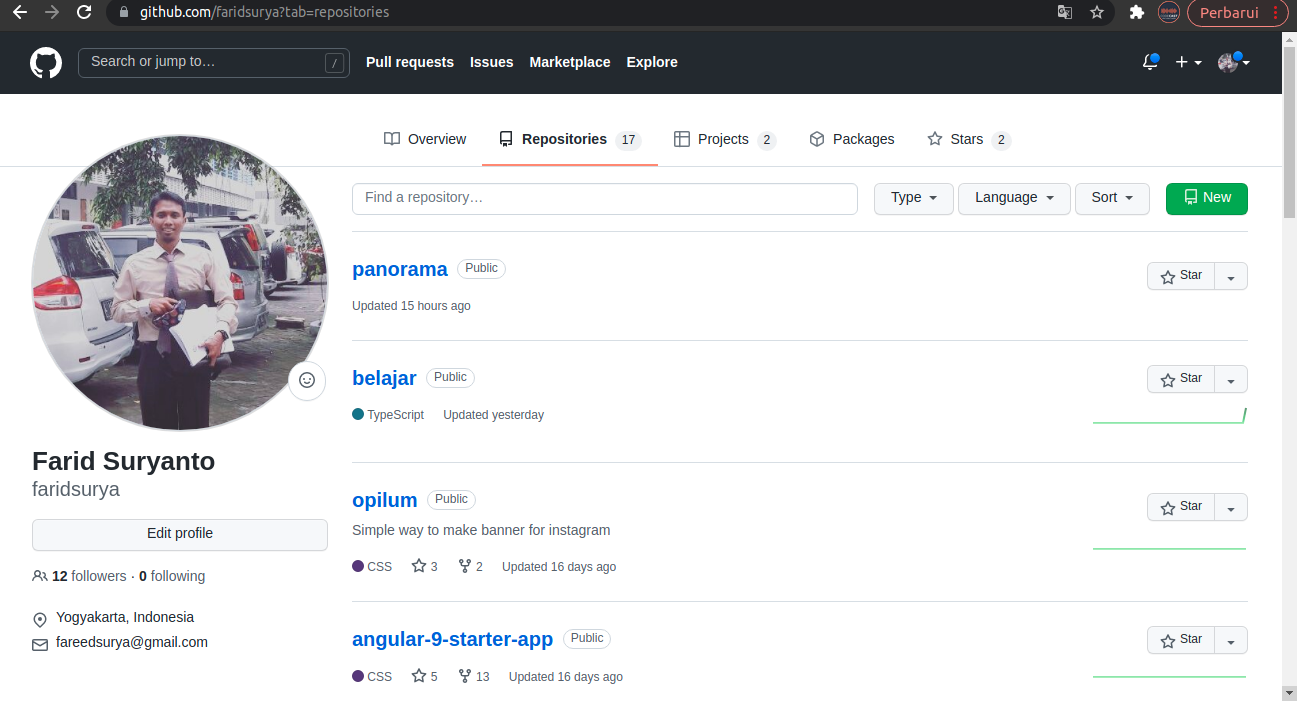 github.com/faridsurya?tab=repositories
Perbarui
Search or jump to…
/
Pull requests
Issues
Marketplace
Explore
Overview
Repositories 17
Projects 2
Packages
Stars 2
Find a repository…
Type
Language
Sort
New
panorama Public
Star
Updated 15 hours ago
belajar Public
Star
TypeScript Updated yesterday
opilum Public
Star
Simple way to make banner for instagram
CSS 3 2 Updated 16 days ago
angular-9-starter-app Public
Star
CSS 5 13 Updated 16 days ago
Farid Suryanto
faridsurya
Edit profile
12 followers · 0 following
Yogyakarta, Indonesia
fareedsurya@gmail.com